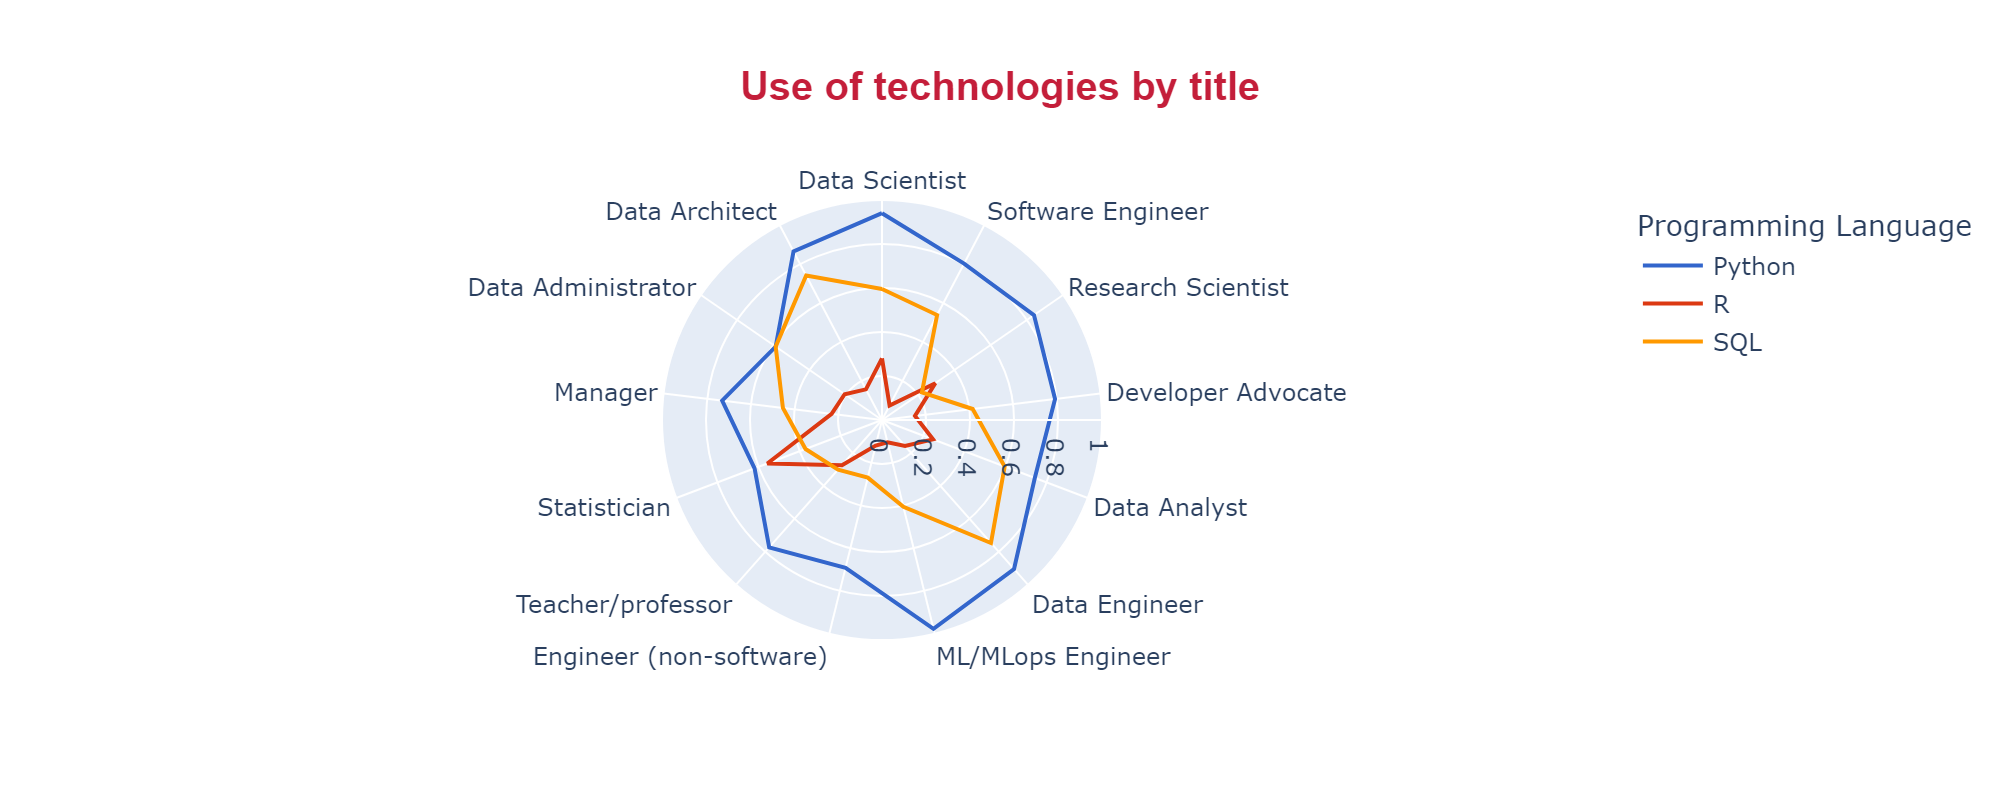 Use of technologies by title
Data Scientist
Data Architect
Software Engineer
Programming Language
Python
R
SQL
Data Administrator
Research Scientist
Manager
Developer Advocate
0
0.2
0.4
0.6
0.8
1
Statistician
Data Analyst
Teacher/professor
Data Engineer
Engineer (non-software)
ML/MLops Engineer